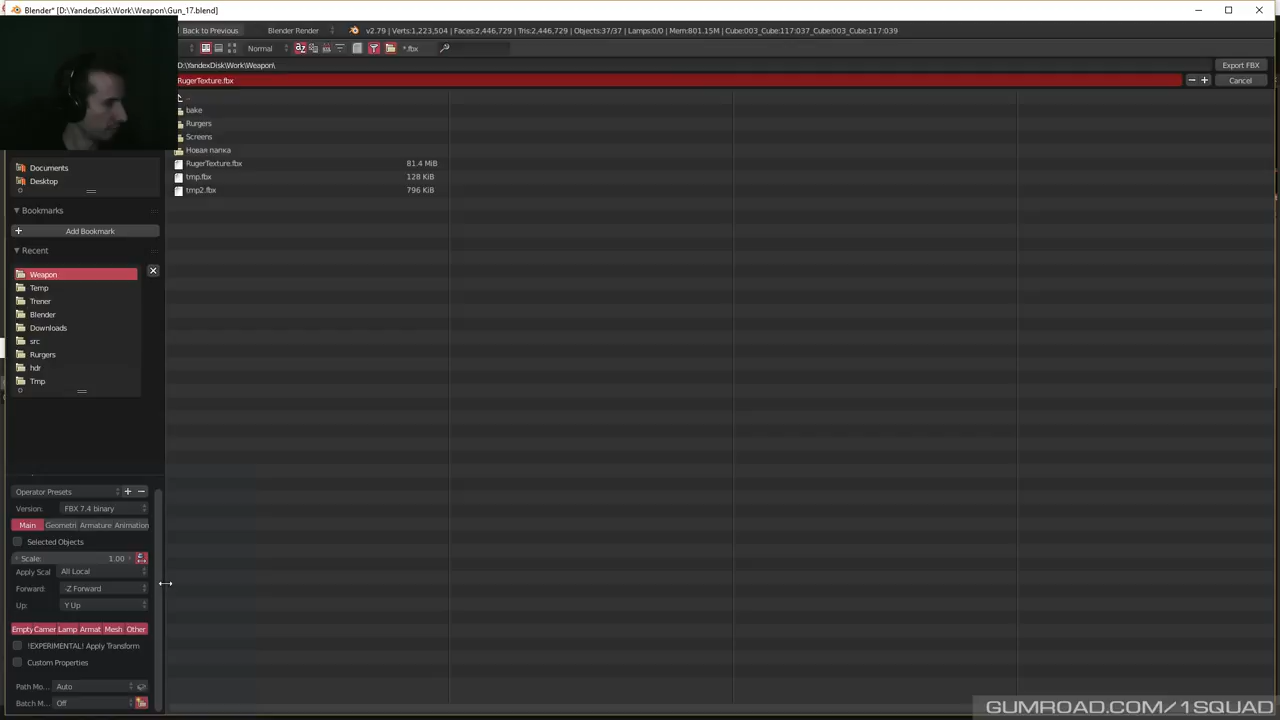 Blender* [D:\YandexDisk\Work\Weapon\Gun_17.blend]
Back to Previous
Blender Render
v2.79 | Verts:1,223,504 | Faces:2,446,729 | Tris:2,446,729 | Objects:37/37 | Lamps:0/0 | Mem:801.15M | Cube:003_Cube:003:117:037_Cube:003_Cube:003:117:039
Normal
*.fbx
D:\YandexDisk\Work\Weapon\
Export FBX
RugerTexture.fbx
Cancel
..
bake
Rurgers
Screens
Новая папка
RugerTexture.fbx 81.4 MiB
tmp.fbx 128 KiB
tmp2.fbx 796 KiB
Documents
Desktop
Bookmarks
Add Bookmark
Recent
Weapon
Temp
Trener
Blender
Downloads
src
Rurgers
hdr
Tmp
Operator Presets
Version: FBX 7.4 binary
Main Geometri Armature Animation
Selected Objects
Scale: 1.00
Apply Scal All Local
Forward: -Z Forward
Up: Y Up
Empty Camer Lamp Armat Mesh Other
!EXPERIMENTAL! Apply Transform
Custom Properties
Path Mo... Auto
Batch M... Off
GUMROAD.COM/1SQUAD